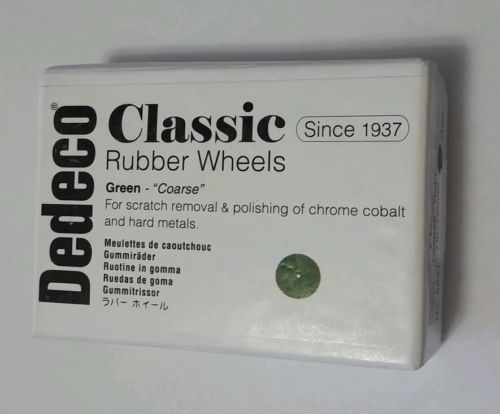 Dedeco®
Classic
Since 1937
Rubber Wheels
Green - "Coarse"
For scratch removal & polishing of chrome cobalt
and hard metals.
Meulettes de caoutchouc
Gummiräder
Ruotine in gomma
Ruedas de goma
Gummitrissor
ラバー ホイール